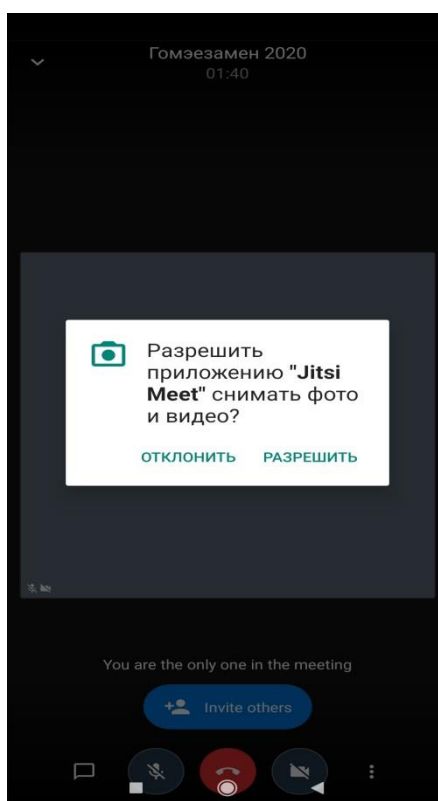 Гомэезамен 2020
01:40
Разрешить
приложению "Jitsi
Meet" снимать фото
и видео?
ОТКЛОНИТЬ РАЗРЕШИТЬ
You are the only one in the meeting
Invite others